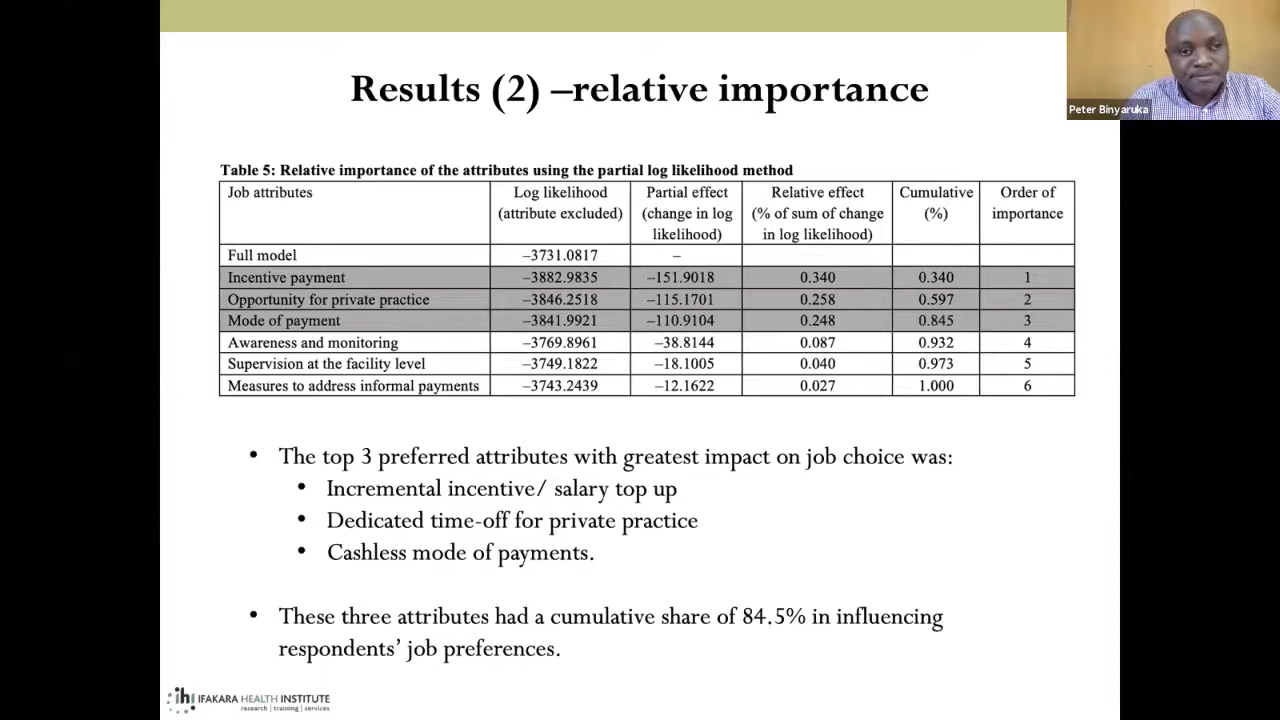 Results (2) –relative importance
Peter Binyaruka
Table 5: Relative importance of the attributes using the partial log likelihood method
Job attributes | Log likelihood (attribute excluded) | Partial effect (change in log likelihood) | Relative effect (% of sum of change in log likelihood) | Cumulative (%) | Order of importance
Full model | –3731.0817 | –
Incentive payment | –3882.9835 | –151.9018 | 0.340 | 0.340 | 1
Opportunity for private practice | –3846.2518 | –115.1701 | 0.258 | 0.597 | 2
Mode of payment | –3841.9921 | –110.9104 | 0.248 | 0.845 | 3
Awareness and monitoring | –3769.8961 | –38.8144 | 0.087 | 0.932 | 4
Supervision at the facility level | –3749.1822 | –18.1005 | 0.040 | 0.973 | 5
Measures to address informal payments | –3743.2439 | –12.1622 | 0.027 | 1.000 | 6
• The top 3 preferred attributes with greatest impact on job choice was:
• Incremental incentive/ salary top up
• Dedicated time-off for private practice
• Cashless mode of payments.
• These three attributes had a cumulative share of 84.5% in influencing
respondents’ job preferences.
ihi IFAKARA HEALTH INSTITUTE
research | training | services